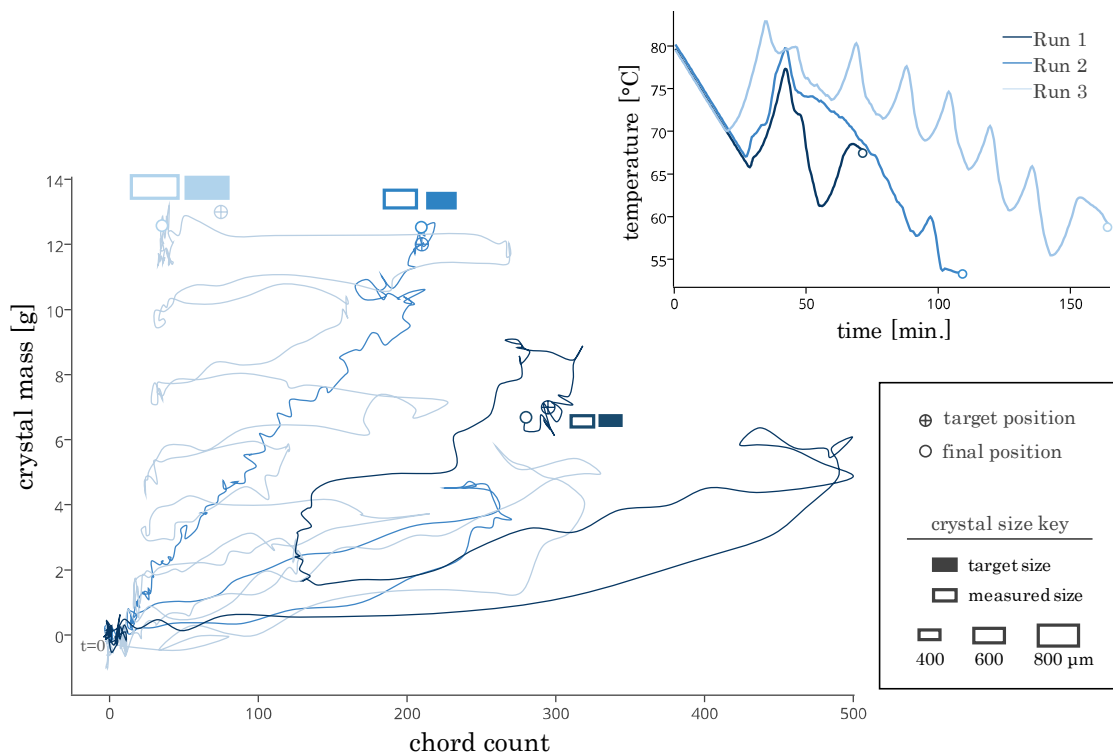 80
75
70
65
60
55
temperature [°C]
Run 1
Run 2
Run 3
0
50
100
150
time [min.]
14
12
10
8
6
4
2
0
crystal mass [g]
t=0
0
100
200
300
400
500
chord count
target position
final position
crystal size key
target size
measured size
400
600
800 µm